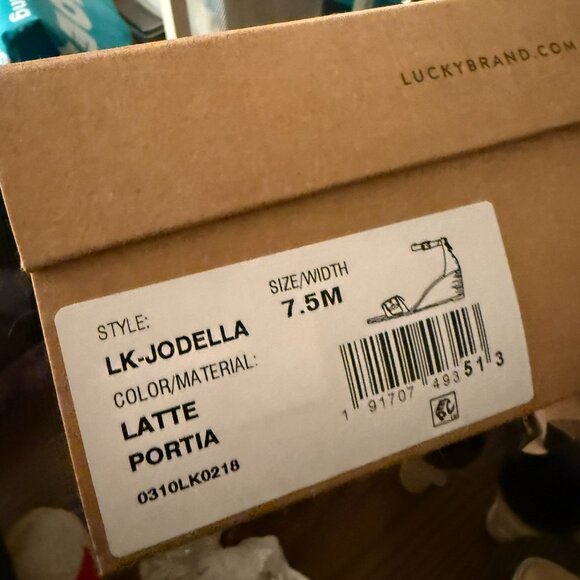 LUCKYBRAND.COM
STYLE:
LK-JODELLA
SIZE/WIDTH
7.5M
COLOR/MATERIAL:
LATTE
PORTIA
0310LK0218
1 91707 49351 3